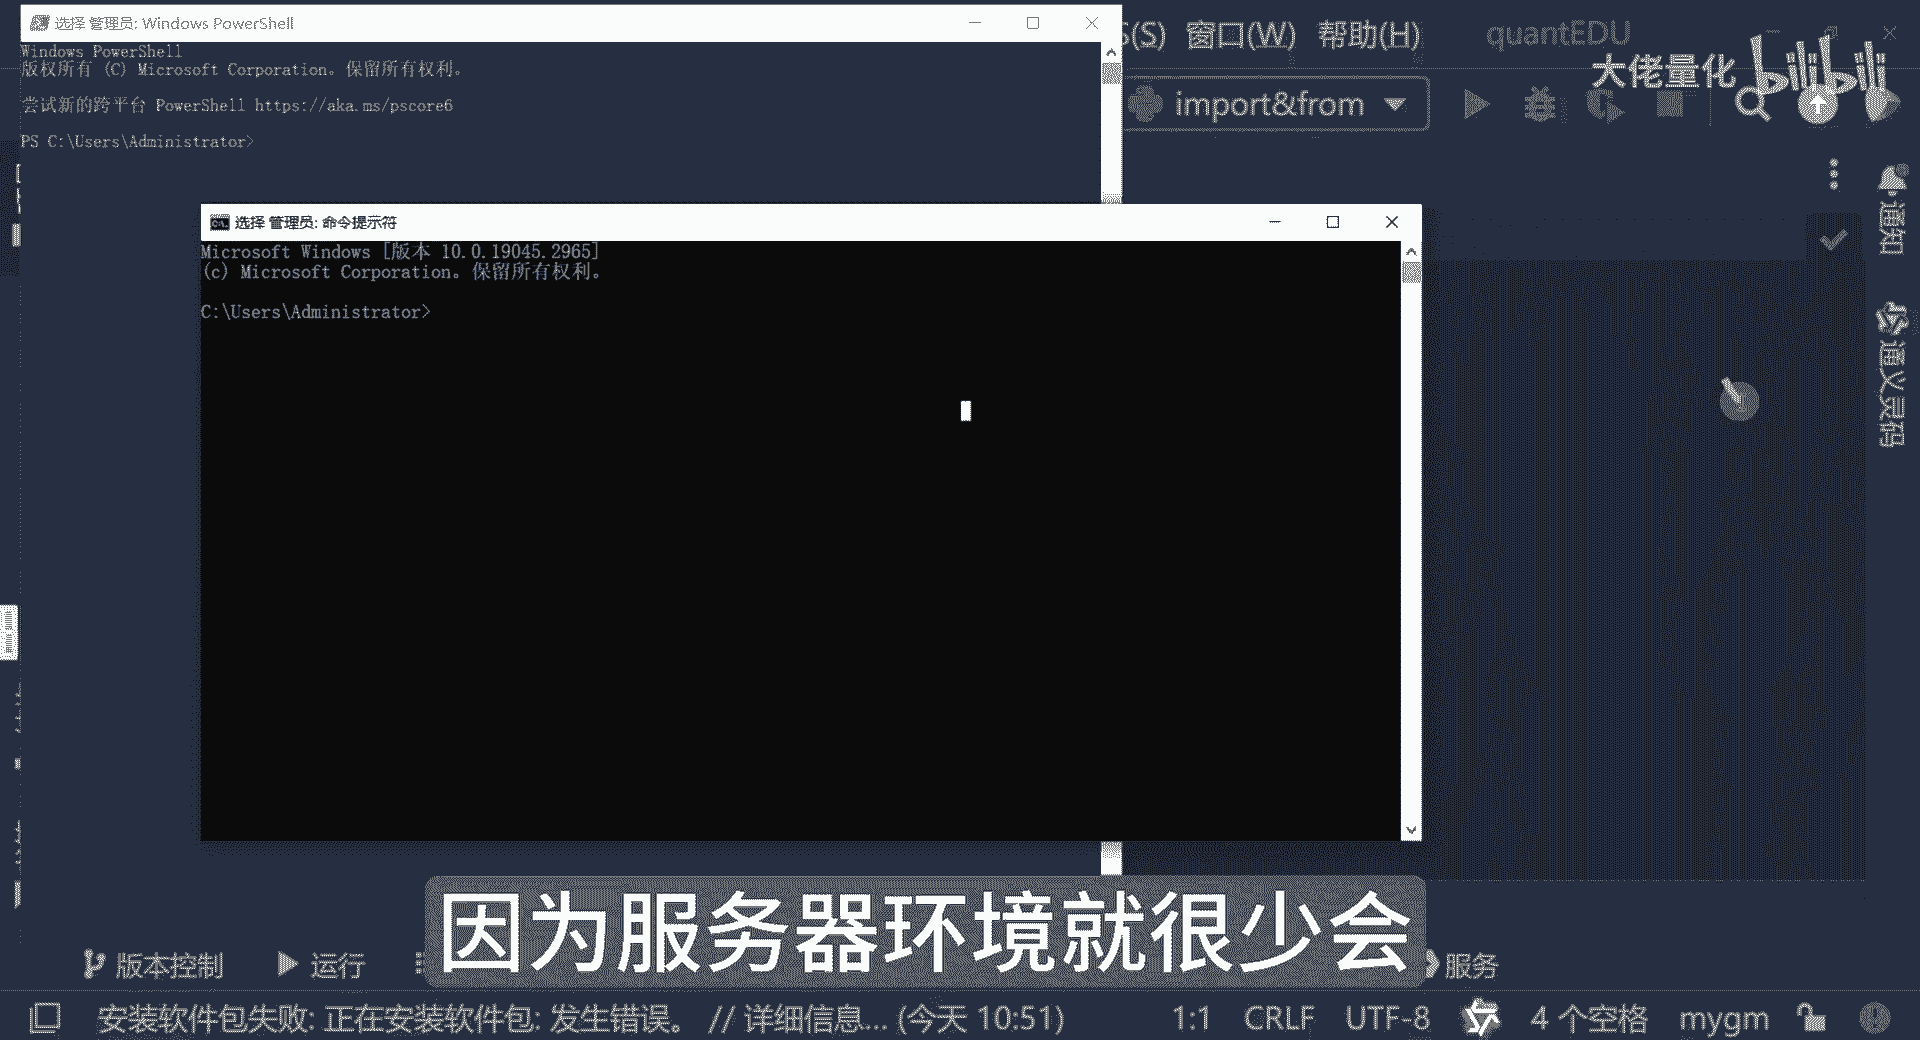 选择 管理员: Windows PowerShell
Windows PowerShell
版权所有 (C) Microsoft Corporation。保留所有权利。
尝试新的跨平台 PowerShell https://aka.ms/pscore6
PS C:\Users\Administrator>
(S) 窗口(W) 帮助(H) quantEDU
大佬量化 bilibili
import&from
通知
通义灵码
选择 管理员: 命令提示符
Microsoft Windows [版本 10.0.19045.2965]
(c) Microsoft Corporation。保留所有权利。
C:\Users\Administrator>
因为服务器环境就很少会
版本控制 运行 服务
安装软件包失败: 正在安装软件包: 发生错误。 // 详细信息... (今天 10:51) 1:1 CRLF UTF-8 4 个空格 mygm